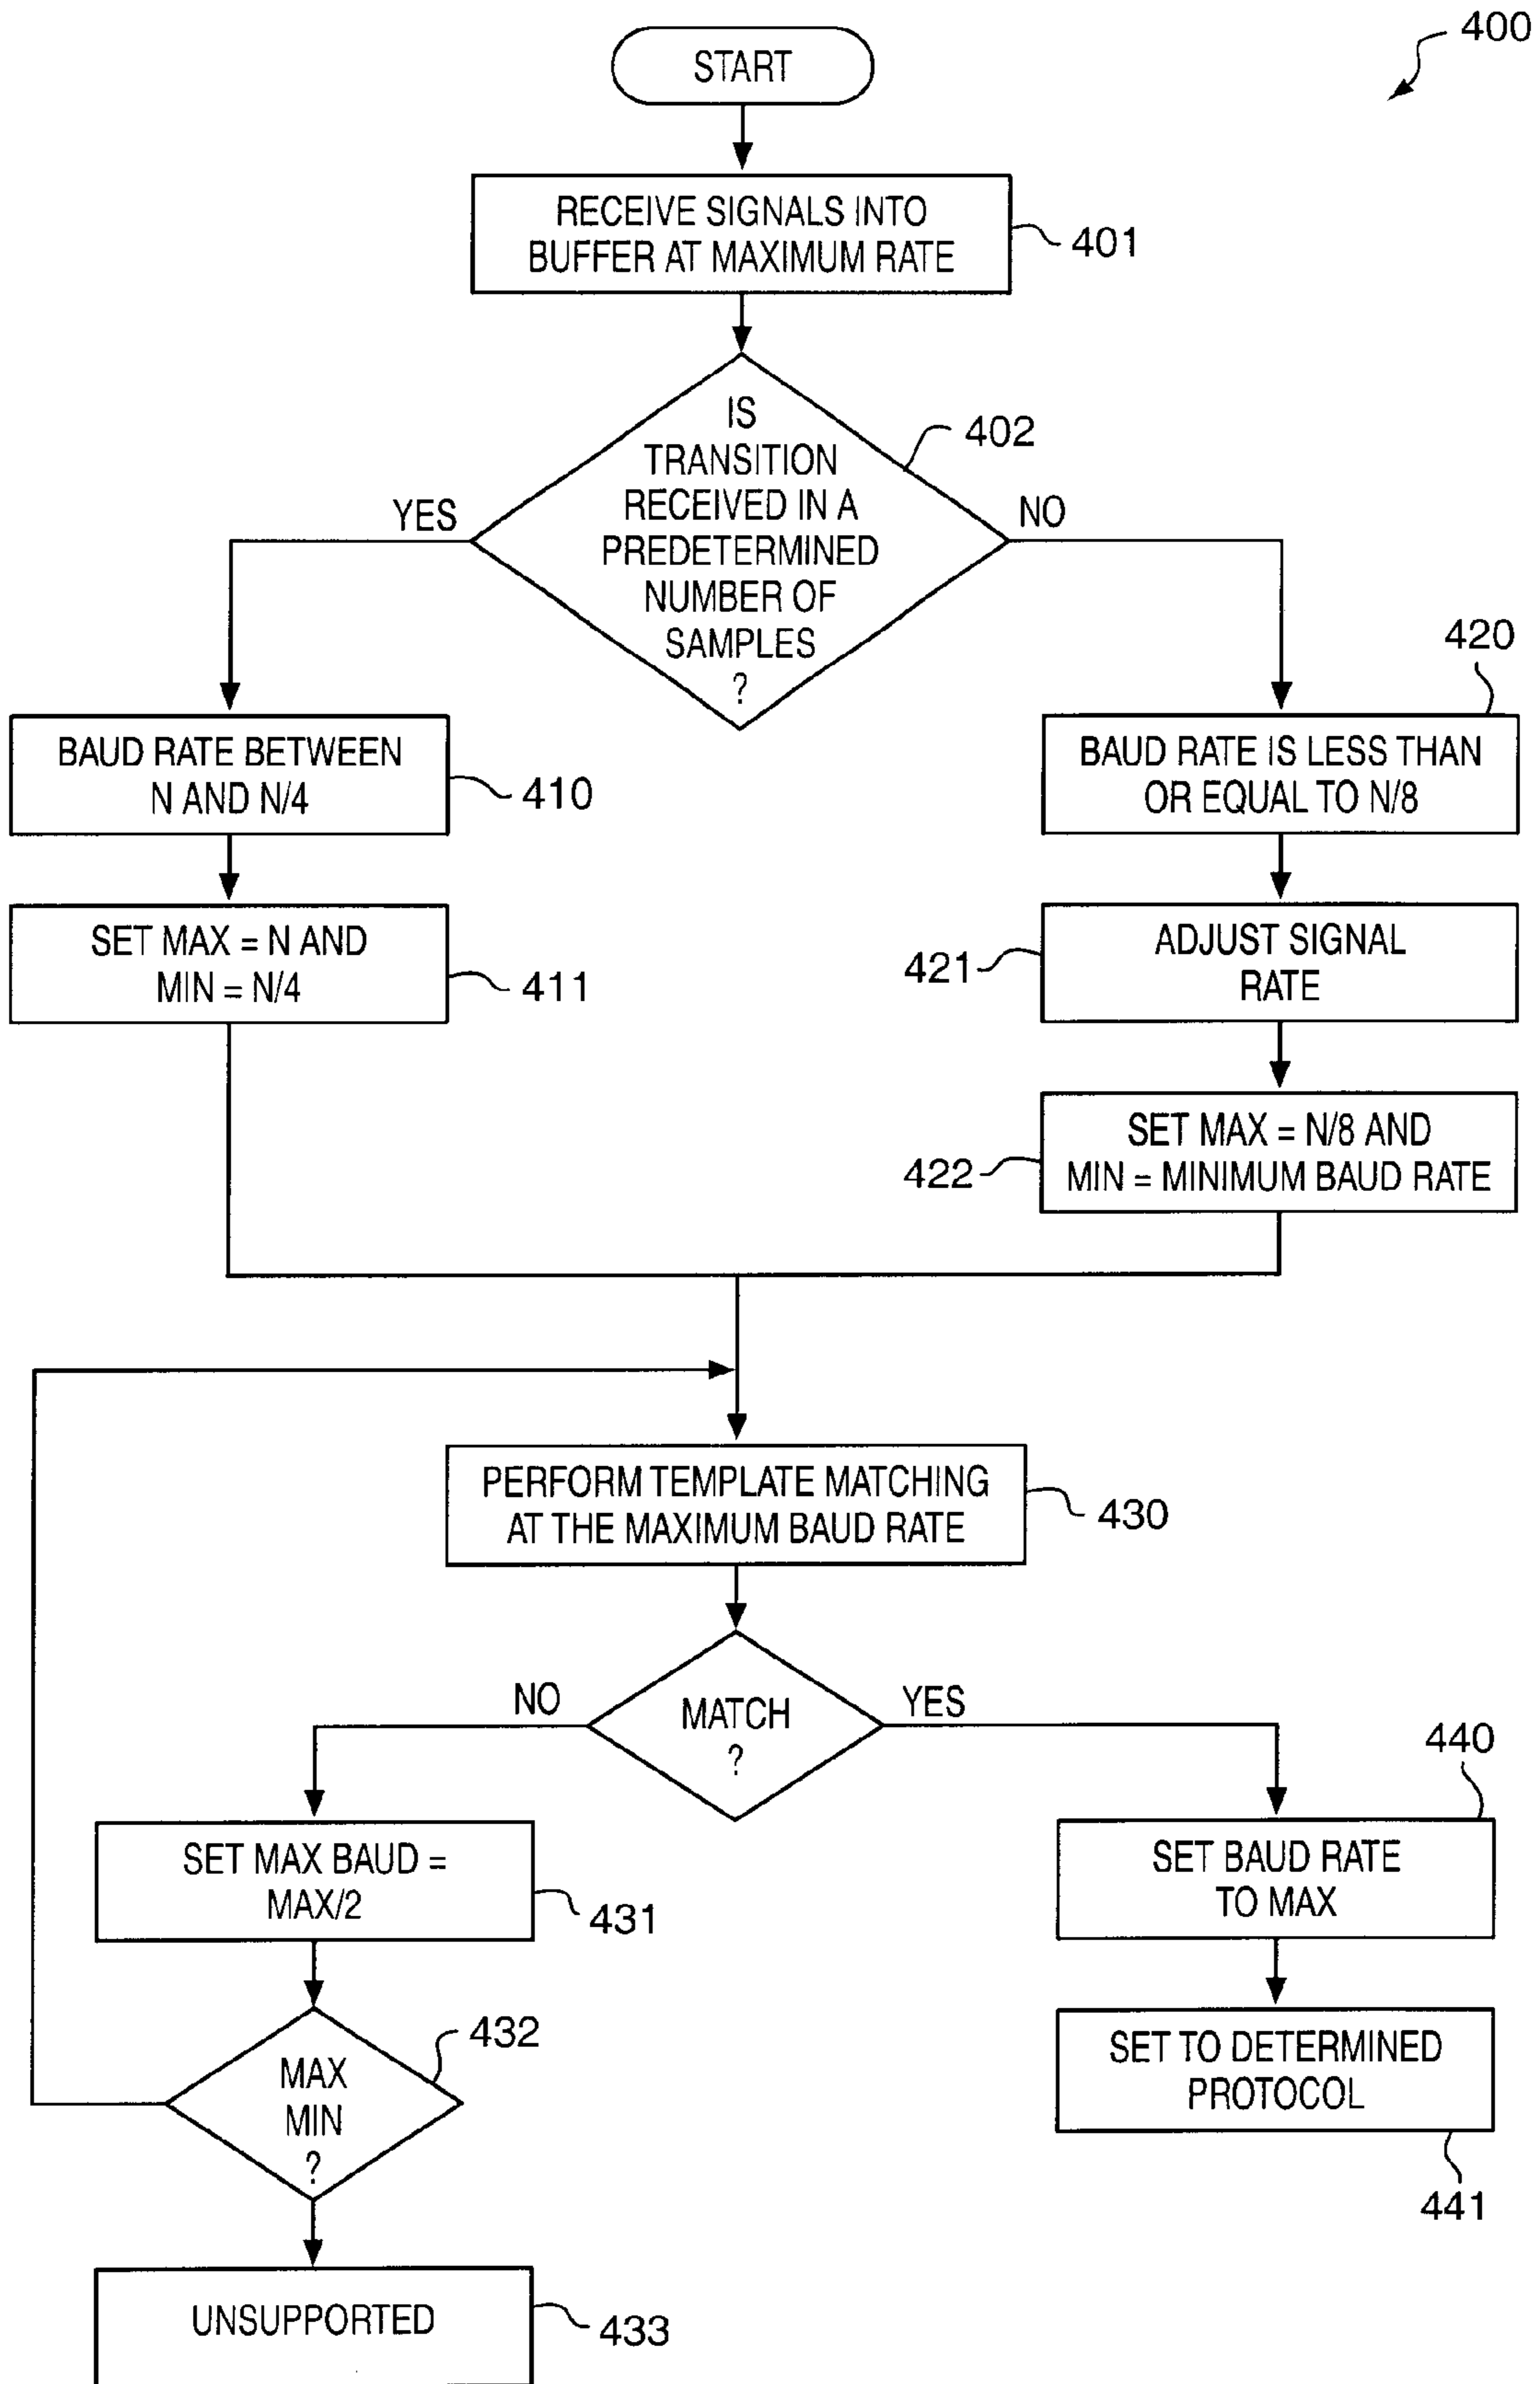 400
START
RECEIVE SIGNALS INTO
BUFFER AT MAXIMUM RATE
401
IS
TRANSITION
RECEIVED IN A
PREDETERMINED
NUMBER OF
SAMPLES
?
402
YES
NO
BAUD RATE BETWEEN
N AND N/4
410
420
BAUD RATE IS LESS THAN
OR EQUAL TO N/8
SET MAX = N AND
MIN = N/4
411
ADJUST SIGNAL
RATE
421
SET MAX = N/8 AND
MIN = MINIMUM BAUD RATE
422
PERFORM TEMPLATE MATCHING
AT THE MAXIMUM BAUD RATE
430
MATCH
?
NO
YES
SET MAX BAUD =
MAX/2
431
440
SET BAUD RATE
TO MAX
MAX
MIN
?
432
SET TO DETERMINED
PROTOCOL
441
UNSUPPORTED
433